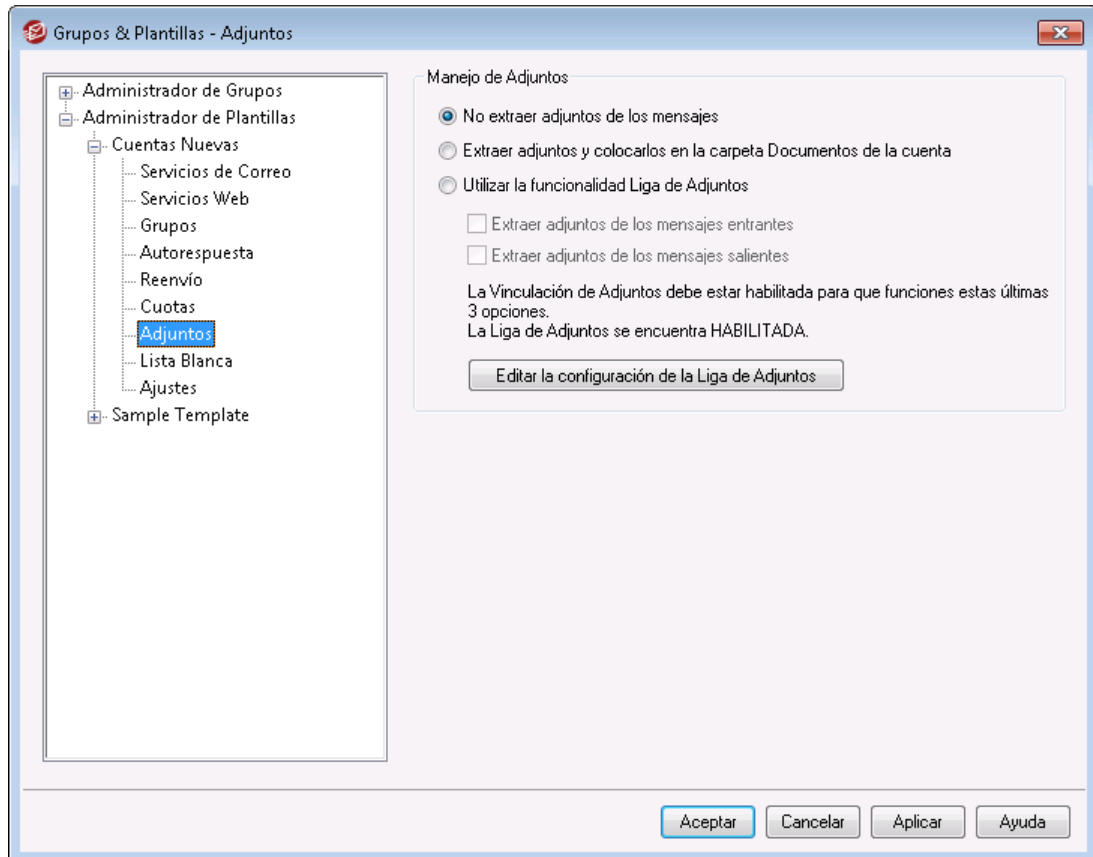 Grupos & Plantillas - Adjuntos
Administrador de Grupos
Administrador de Plantillas
Cuentas Nuevas
Servicios de Correo
Servicios Web
Grupos
Autorespuesta
Reenvío
Cuotas
Adjuntos
Lista Blanca
Ajustes
Sample Template
Manejo de Adjuntos
No extraer adjuntos de los mensajes
Extraer adjuntos y colocarlos en la carpeta Documentos de la cuenta
Utilizar la funcionalidad Liga de Adjuntos
Extraer adjuntos de los mensajes entrantes
Extraer adjuntos de los mensajes salientes
La Vinculación de Adjuntos debe estar habilitada para que funciones estas últimas
3 opciones.
La Liga de Adjuntos se encuentra HABILITADA.
Editar la configuración de la Liga de Adjuntos
Aceptar
Cancelar
Aplicar
Ayuda